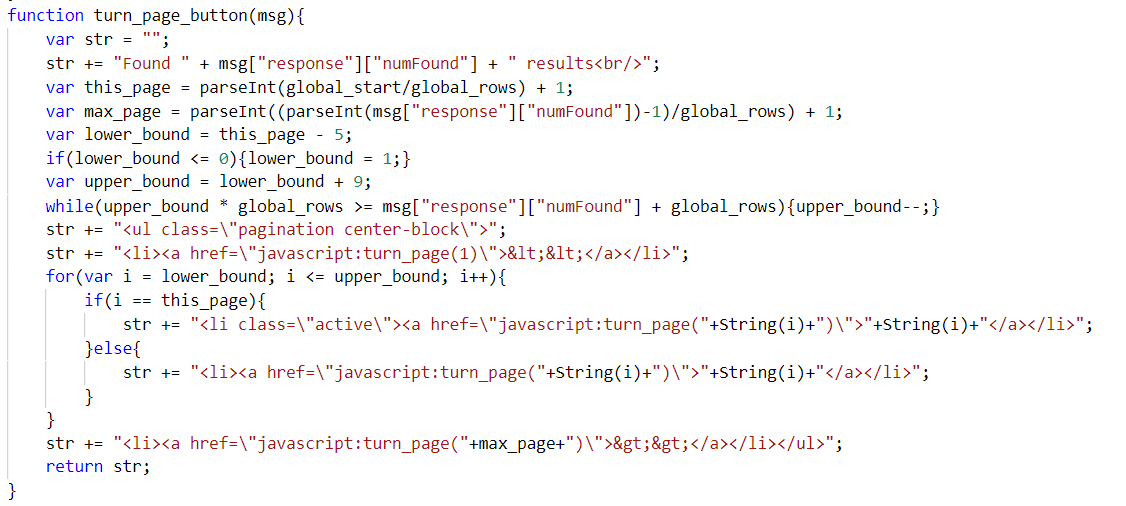 function turn_page_button(msg){
    var str = "";
    str += "Found " + msg["response"]["numFound"] + " results<br/>";
    var this_page = parseInt(global_start/global_rows) + 1;
    var max_page = parseInt((parseInt(msg["response"]["numFound"])-1)/global_rows) + 1;
    var lower_bound = this_page - 5;
    if(lower_bound <= 0){lower_bound = 1;}
    var upper_bound = lower_bound + 9;
    while(upper_bound * global_rows >= msg["response"]["numFound"] + global_rows){upper_bound--;}
    str += "<ul class=\"pagination center-block\">";
    str += "<li><a href=\"javascript:turn_page(1)\">&lt;&lt;</a></li>";
    for(var i = lower_bound; i <= upper_bound; i++){
        if(i == this_page){
            str += "<li class=\"active\"><a href=\"javascript:turn_page("+String(i)+")\">"+String(i)+"</a></li>";
        }else{
            str += "<li><a href=\"javascript:turn_page("+String(i)+")\">"+String(i)+"</a></li>";
        }
    }
    str += "<li><a href=\"javascript:turn_page("+max_page+")\">&gt;&gt;</a></li></ul>";
    return str;
}